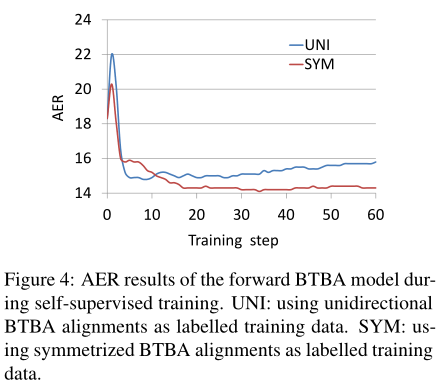 24
22
20
18
16
14
AER
UNI
SYM
0 10 20 30 40 50 60
Training step
Figure 4: AER results of the forward BTBA model dur-
ing self-supervised training. UNI: using unidirectional
BTBA alignments as labelled training data. SYM: us-
ing symmetrized BTBA alignments as labelled training
data.